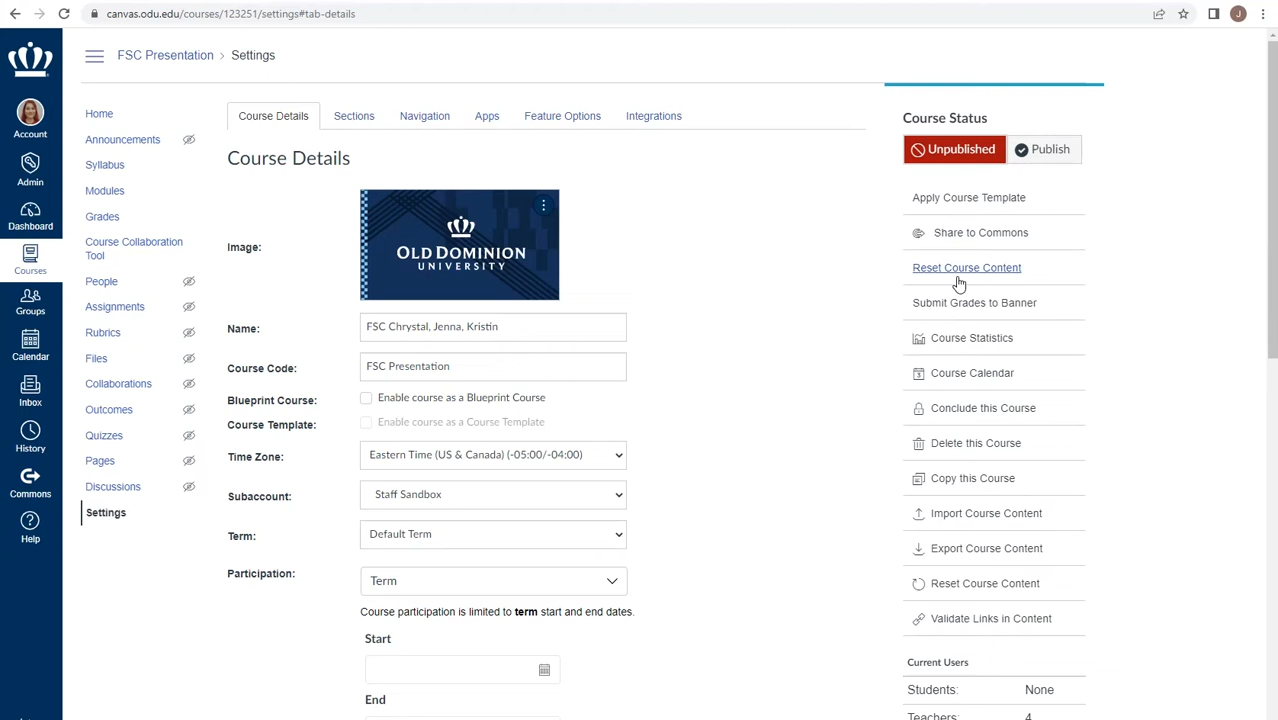 canvas.odu.edu/courses/123251/settings#tab-details
J
FSC Presentation > Settings
Account
Admin
Dashboard
Courses
Groups
Calendar
Inbox
History
Commons
Help
Home
Announcements
Syllabus
Modules
Grades
Course Collaboration
Tool
People
Assignments
Rubrics
Files
Collaborations
Outcomes
Quizzes
Pages
Discussions
Settings
Course Details
Sections
Navigation
Apps
Feature Options
Integrations
Course Details
Image:
OLD DOMINION
UNIVERSITY
Name:
FSC Chrystal, Jenna, Kristin
Course Code:
FSC Presentation
Blueprint Course:
Enable course as a Blueprint Course
Course Template:
Enable course as a Course Template
Time Zone:
Eastern Time (US & Canada) (-05:00/-04:00)
Subaccount:
Staff Sandbox
Term:
Default Term
Participation:
Term
Course participation is limited to term start and end dates.
Start
End
Course Status
Unpublished
Publish
Apply Course Template
Share to Commons
Reset Course Content
Submit Grades to Banner
Course Statistics
Course Calendar
Conclude this Course
Delete this Course
Copy this Course
Import Course Content
Export Course Content
Reset Course Content
Validate Links in Content
Current Users
Students: None
Teachers: 4